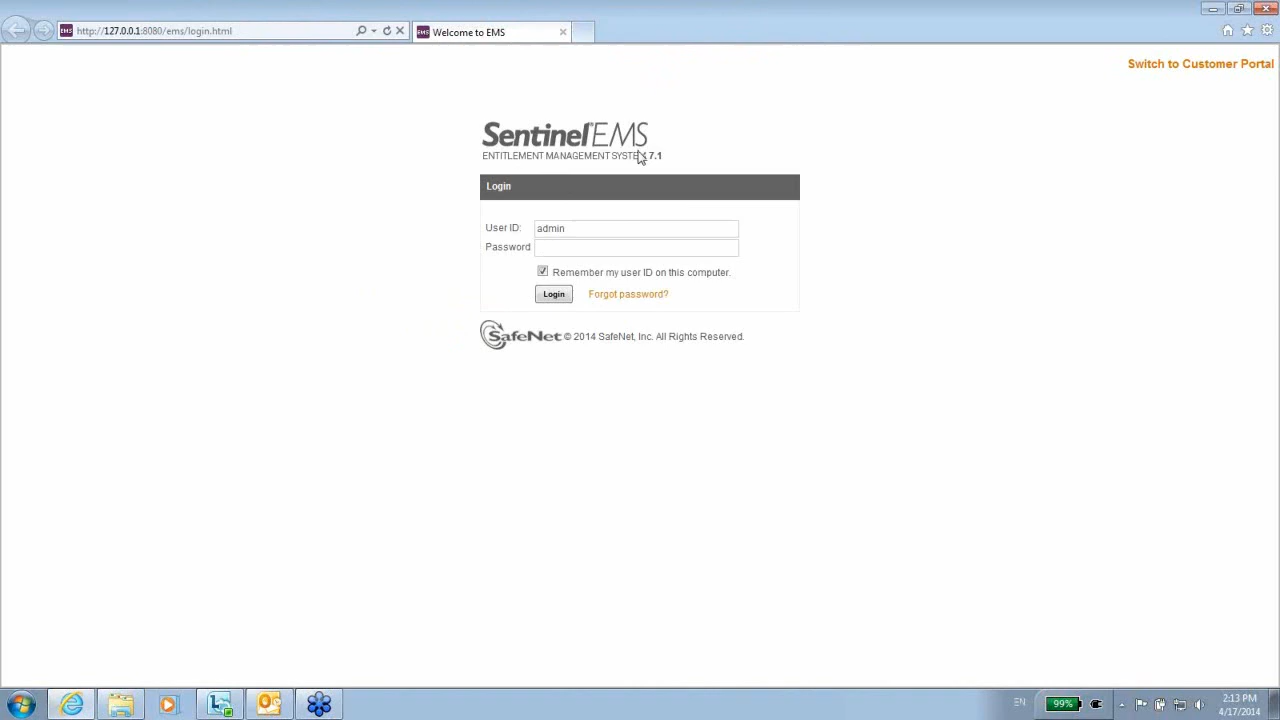 http://127.0.0.1:8080/ems/login.html
EMS Welcome to EMS
Switch to Customer Portal
Sentinel® EMS
ENTITLEMENT MANAGEMENT SYSTEM 7.1
Login
User ID: admin
Password
Remember my user ID on this computer.
Login Forgot password?
SafeNet © 2014 SafeNet, Inc. All Rights Reserved.
EN 99% 2:13 PM
4/17/2014